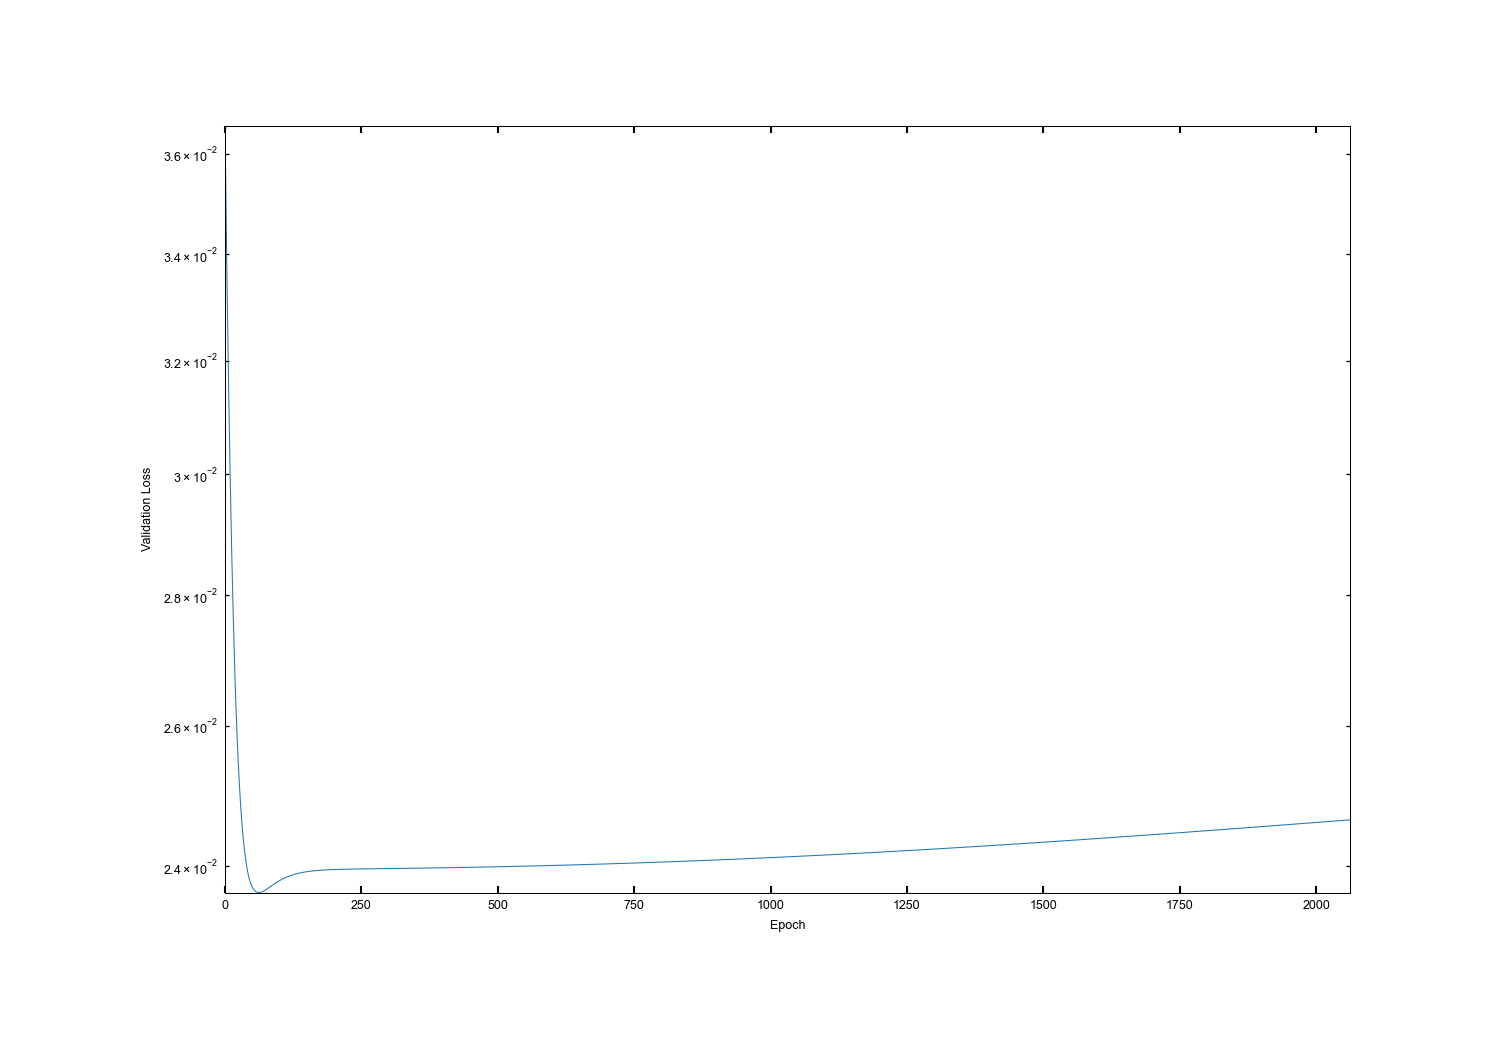 3.6 × 10⁻²
3.4 × 10⁻²
3.2 × 10⁻²
3 × 10⁻²
2.8 × 10⁻²
2.6 × 10⁻²
2.4 × 10⁻²
Validation Loss
0 250 500 750 1000 1250 1500 1750 2000
Epoch